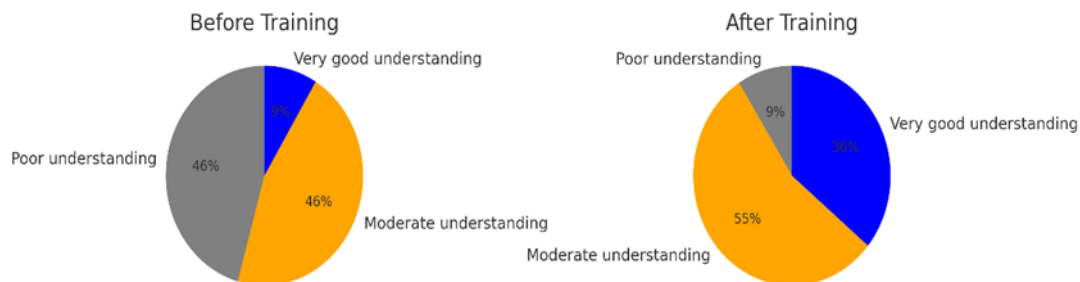 Before Training
Very good understanding
9%
Poor understanding
46%
46%
Moderate understanding
After Training
Poor understanding
9%
Very good understanding
36%
55%
Moderate understanding